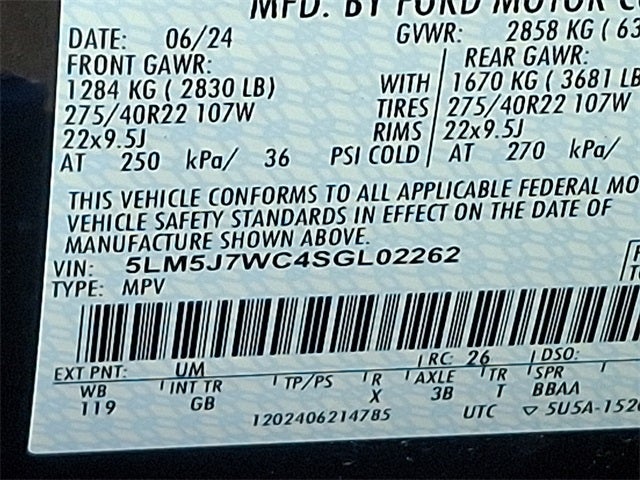 MFD. BY FORD MOTOR
DATE: 06/24 GVWR: 2858 KG ( 63
FRONT GAWR: REAR GAWR:
1284 KG ( 2830 LB) WITH 1670 KG ( 3681 LB
275/40R22 107W TIRES 275/40R22 107W
22x9.5J RIMS 22x9.5J
AT 250 kPa/ 36 PSI COLD AT 270 kPa/
THIS VEHICLE CONFORMS TO ALL APPLICABLE FEDERAL MO
VEHICLE SAFETY STANDARDS IN EFFECT ON THE DATE OF
MANUFACTURE SHOWN ABOVE.
VIN: 5LM5J7WC4SGL02262
TYPE: MPV
EXT PNT: UM RC: 26 DSO:
WB INT TR TP/PS R AXLE TR SPR
119 GB X 3B T BBAA
1202406214785 UTC ▽ 5U5A-152